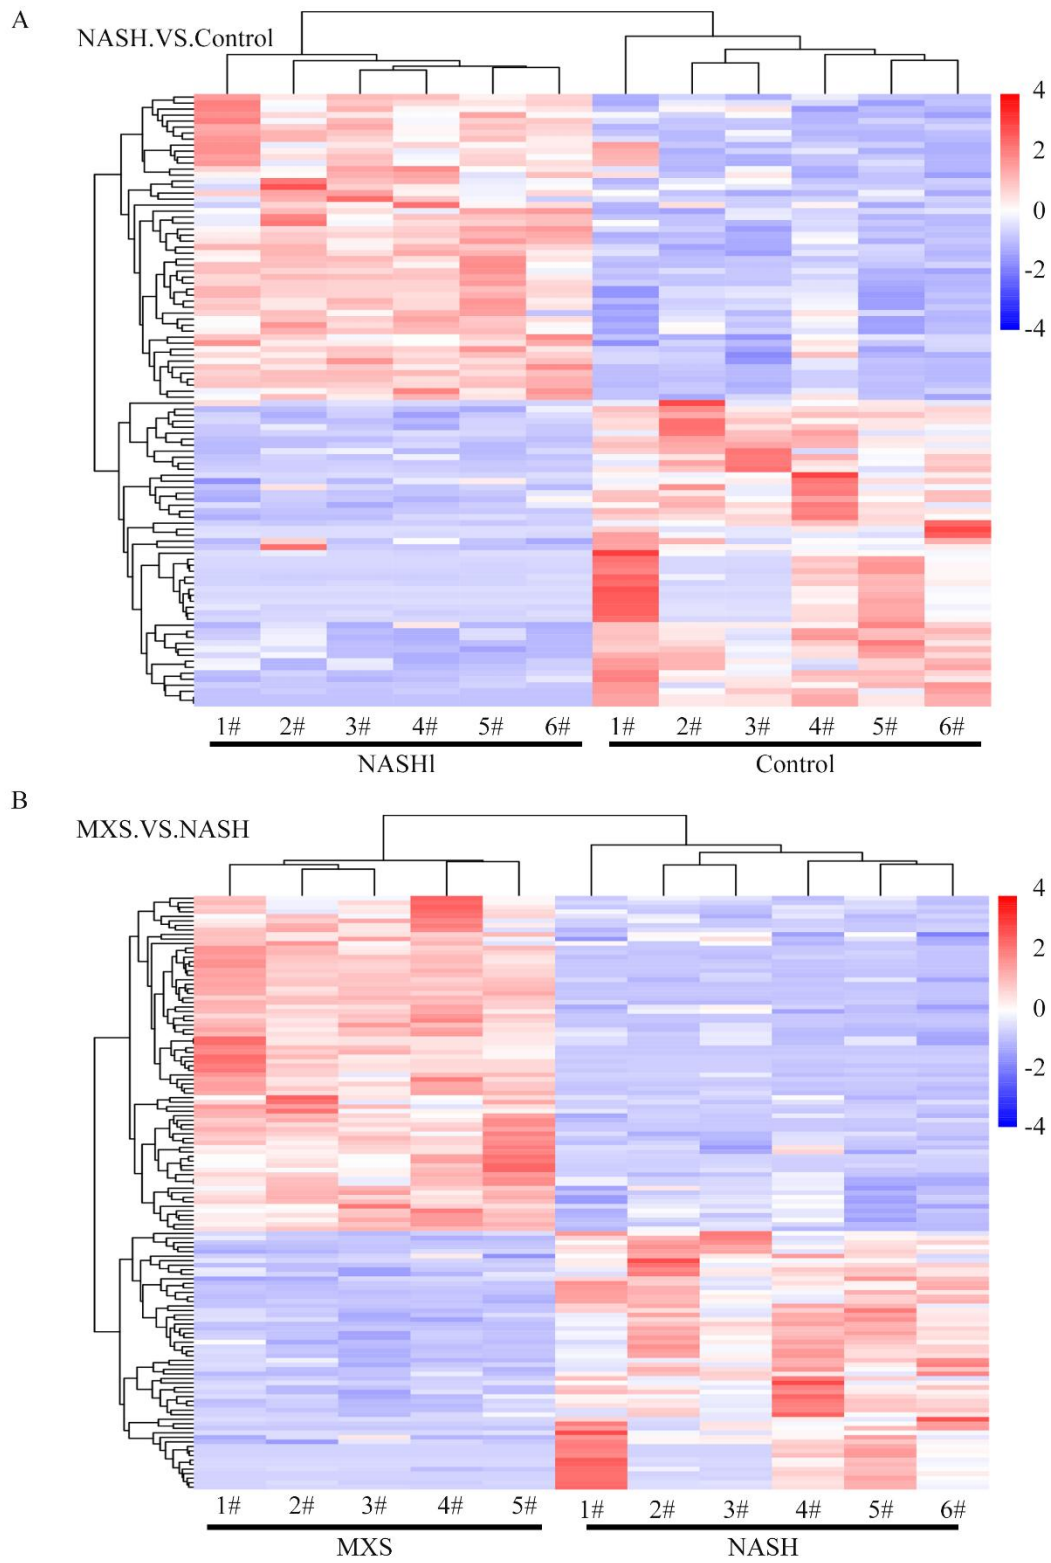 A
NASH.VS.Control
4
2
0
-2
-4
1# 2# 3# 4# 5# 6# 1# 2# 3# 4# 5# 6#
NASHl Control
B
MXS.VS.NASH
4
2
0
-2
-4
1# 2# 3# 4# 5# 1# 2# 3# 4# 5# 6#
MXS NASH